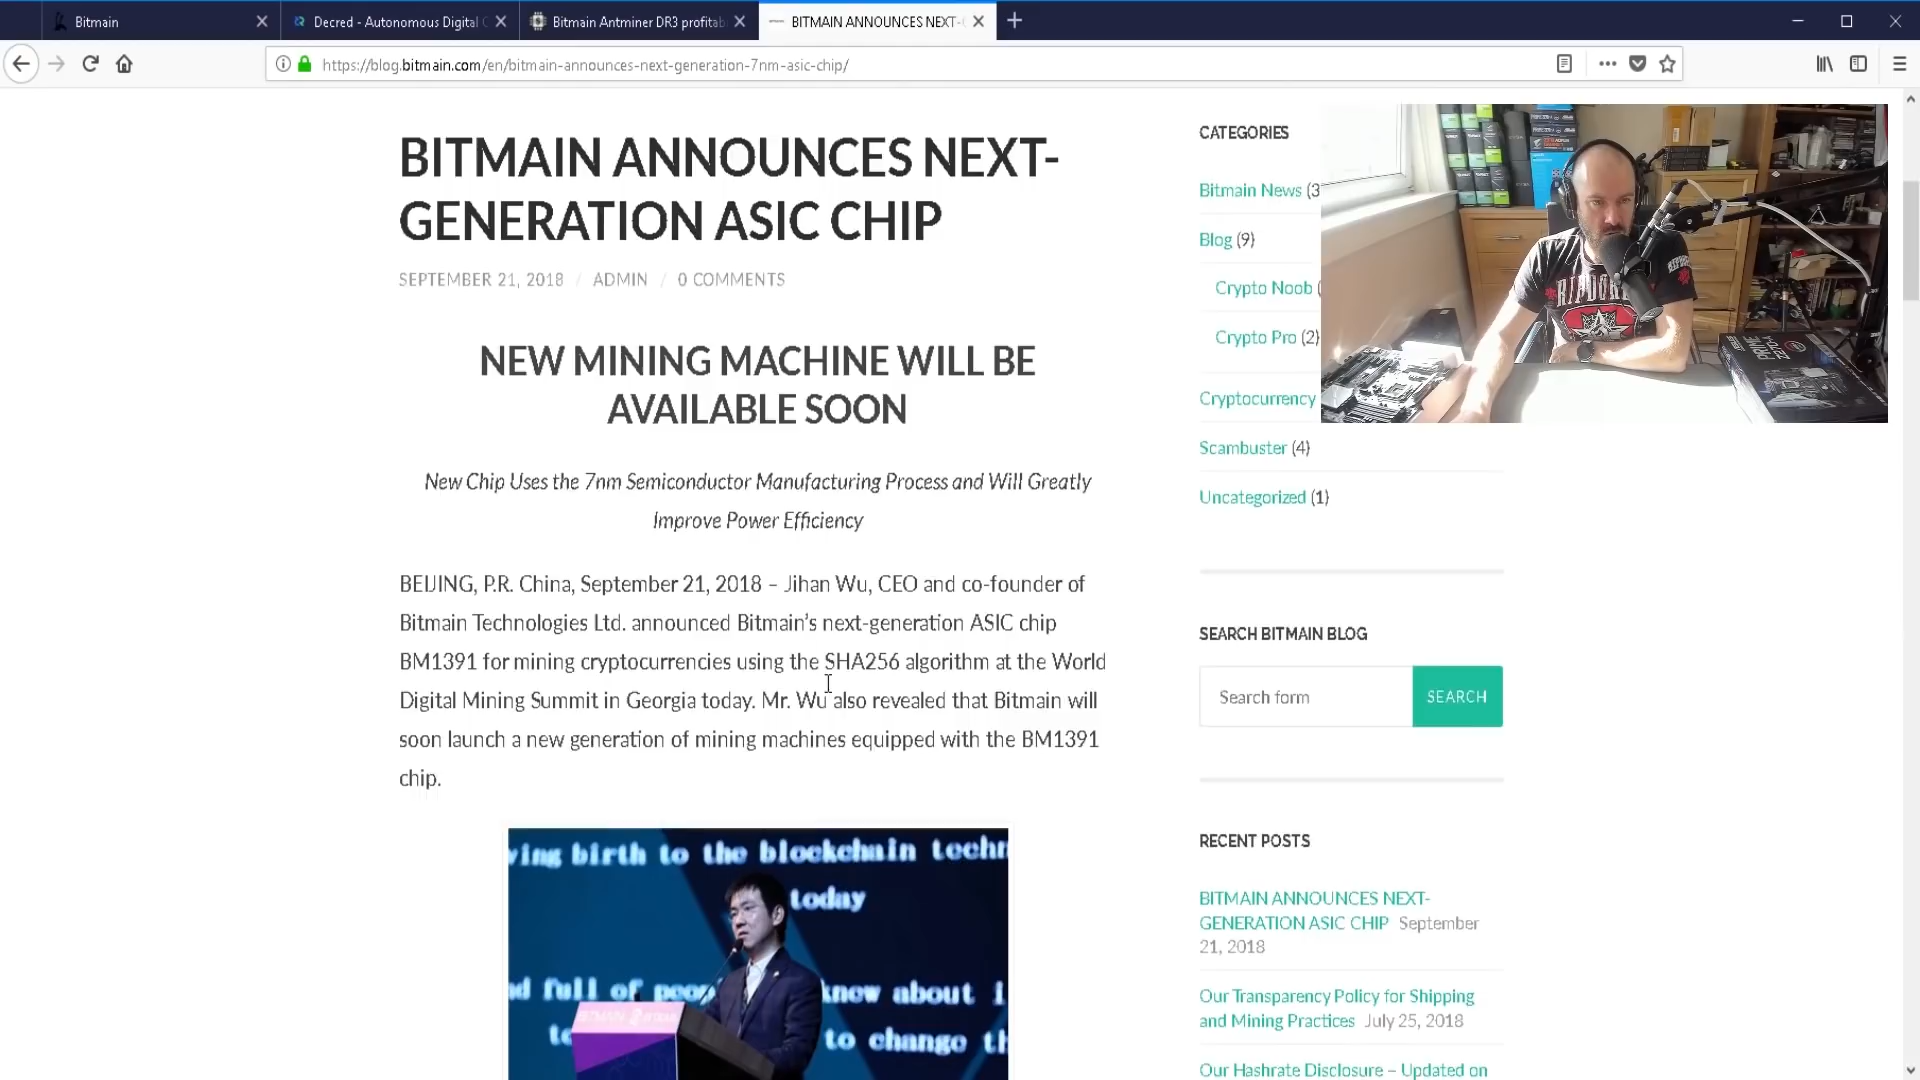 Bitmain
Decred - Autonomous Digital
Bitmain Antminer DR3 profitab
BITMAIN ANNOUNCES NEXT-
https://blog.bitmain.com/en/bitmain-announces-next-generation-7nm-asic-chip/
BITMAIN ANNOUNCES NEXT-
GENERATION ASIC CHIP
SEPTEMBER 21, 2018 / ADMIN / 0 COMMENTS
NEW MINING MACHINE WILL BE
AVAILABLE SOON
New Chip Uses the 7nm Semiconductor Manufacturing Process and Will Greatly
Improve Power Efficiency
BEIJING, P.R. China, September 21, 2018 – Jihan Wu, CEO and co-founder of
Bitmain Technologies Ltd. announced Bitmain’s next-generation ASIC chip
BM1391 for mining cryptocurrencies using the SHA256 algorithm at the World
Digital Mining Summit in Georgia today. Mr. Wu also revealed that Bitmain will
soon launch a new generation of mining machines equipped with the BM1391
chip.
ving birth to the blockchain techn
today
full of
know about i
to change th
CATEGORIES
Bitmain News (3
Blog (9)
Crypto Noob (
Crypto Pro (2)
Cryptocurrency
Scambuster (4)
Uncategorized (1)
SEARCH BITMAIN BLOG
Search form
SEARCH
RECENT POSTS
BITMAIN ANNOUNCES NEXT-
GENERATION ASIC CHIP September
21, 2018
Our Transparency Policy for Shipping
and Mining Practices July 25, 2018
Our Hashrate Disclosure – Updated on
PRIME
Z270-A